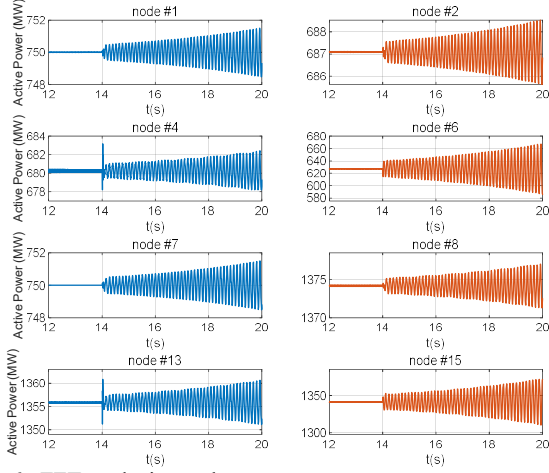 node #1
Active Power (MW)
752
750
748
12 14 16 18 20
t(s)
node #2
688
687
686
12 14 16 18 20
t(s)
node #4
Active Power (MW)
684
682
680
678
12 14 16 18 20
t(s)
node #6
680
660
640
620
600
580
12 14 16 18 20
t(s)
node #7
Active Power (MW)
752
750
748
12 14 16 18 20
t(s)
node #8
1375
1370
12 14 16 18 20
t(s)
node #13
Active Power (MW)
1360
1355
1350
12 14 16 18 20
t(s)
node #15
1350
1300
12 14 16 18 20
t(s)